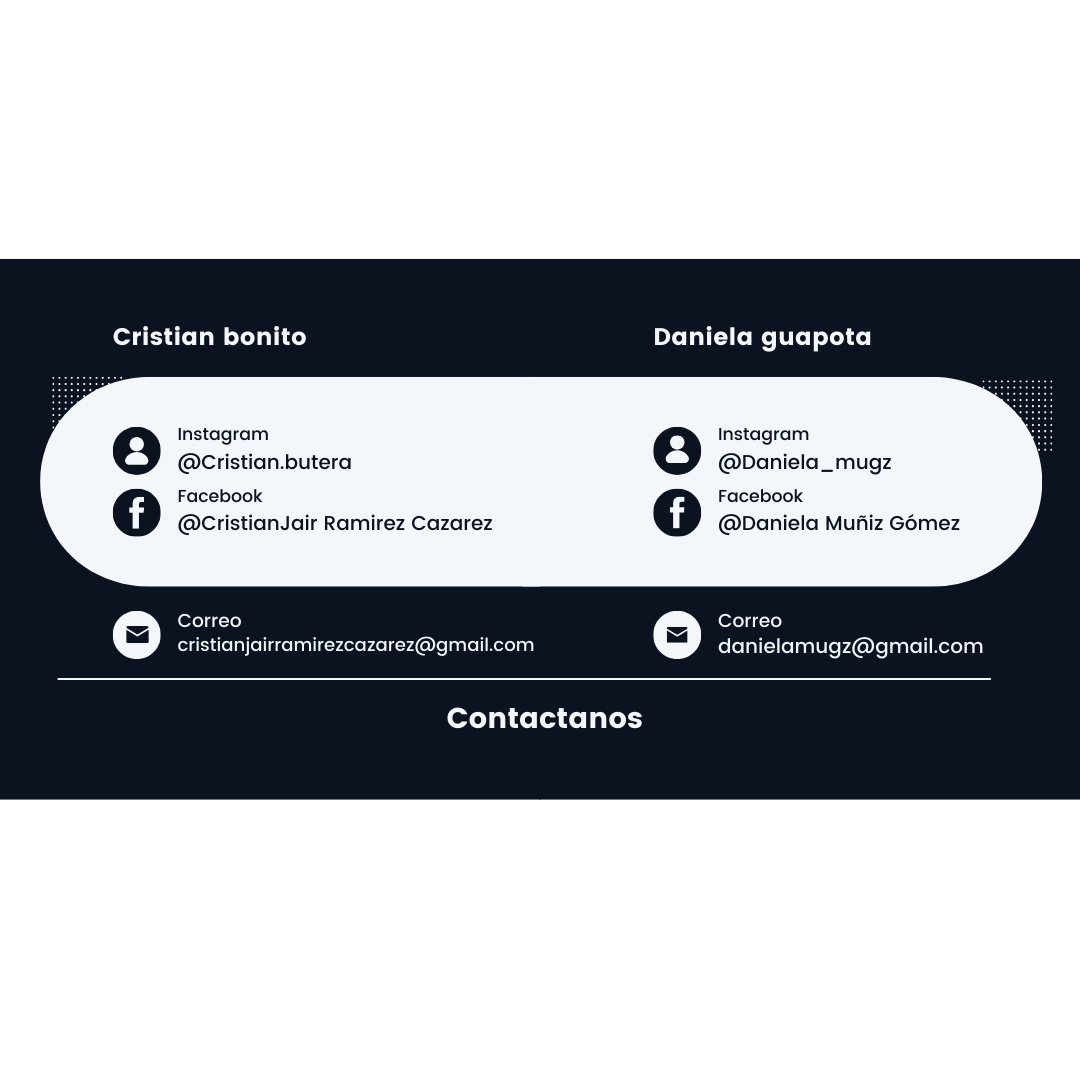 Cristian bonito
Daniela guapota
Instagram
@Cristian.butera
Facebook
@CristianJair Ramirez Cazarez
Instagram
@Daniela_mugz
Facebook
@Daniela Muñiz Gómez
Correo
cristianjairramirezcazarez@gmail.com
Correo
danielamugz@gmail.com
Contactanos